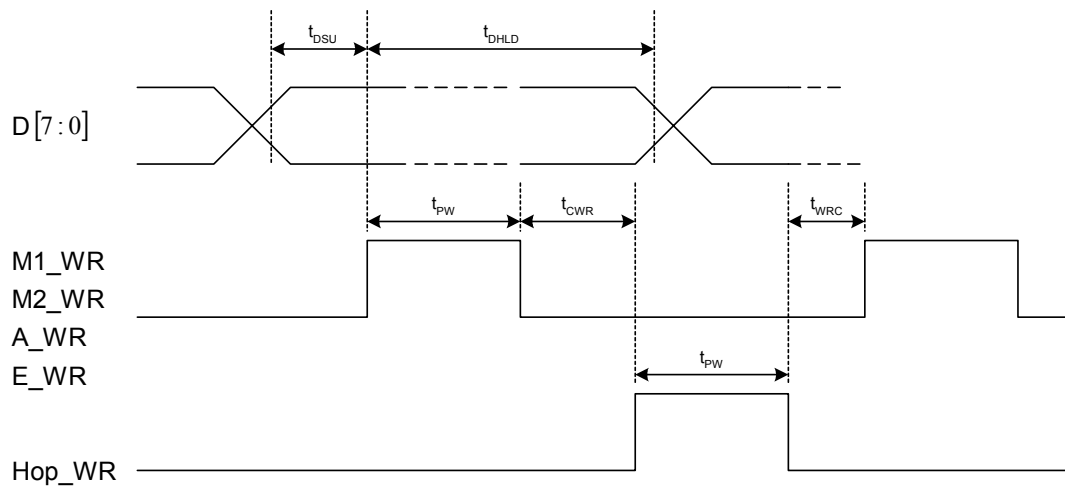 tDSU
tDHLD
D[7:0]
tPW
tCWR
tWRC
M1_WR
M2_WR
A_WR
E_WR
tPW
Hop_WR